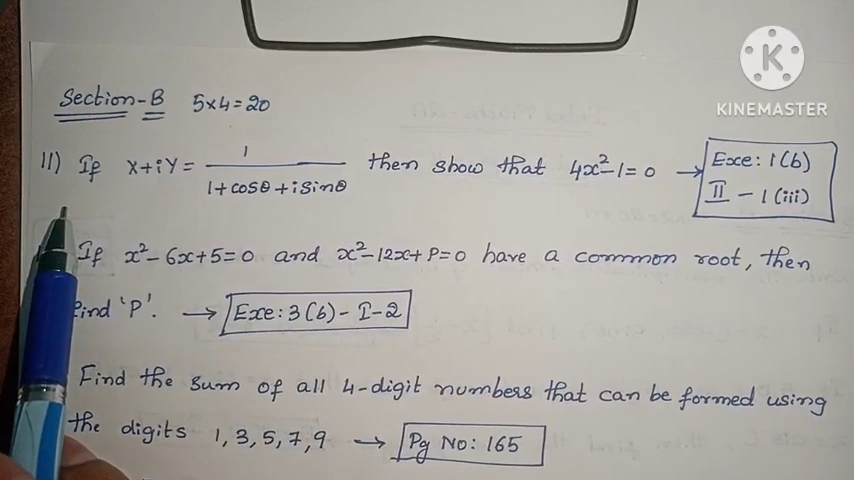 KINEMASTER
Section-B 5x4=20
11) If x+iy = 1/(1+cosθ+isinθ) then show that 4x²-1=0 → Exe: 1(b) II - 1(iii)
If x²-6x+5=0 and x²-12x+P=0 have a common root, then
find 'P'. → Exe: 3(b)-I-2
Find the sum of all 4-digit numbers that can be formed using
the digits 1,3,5,7,9 → Pg No: 165